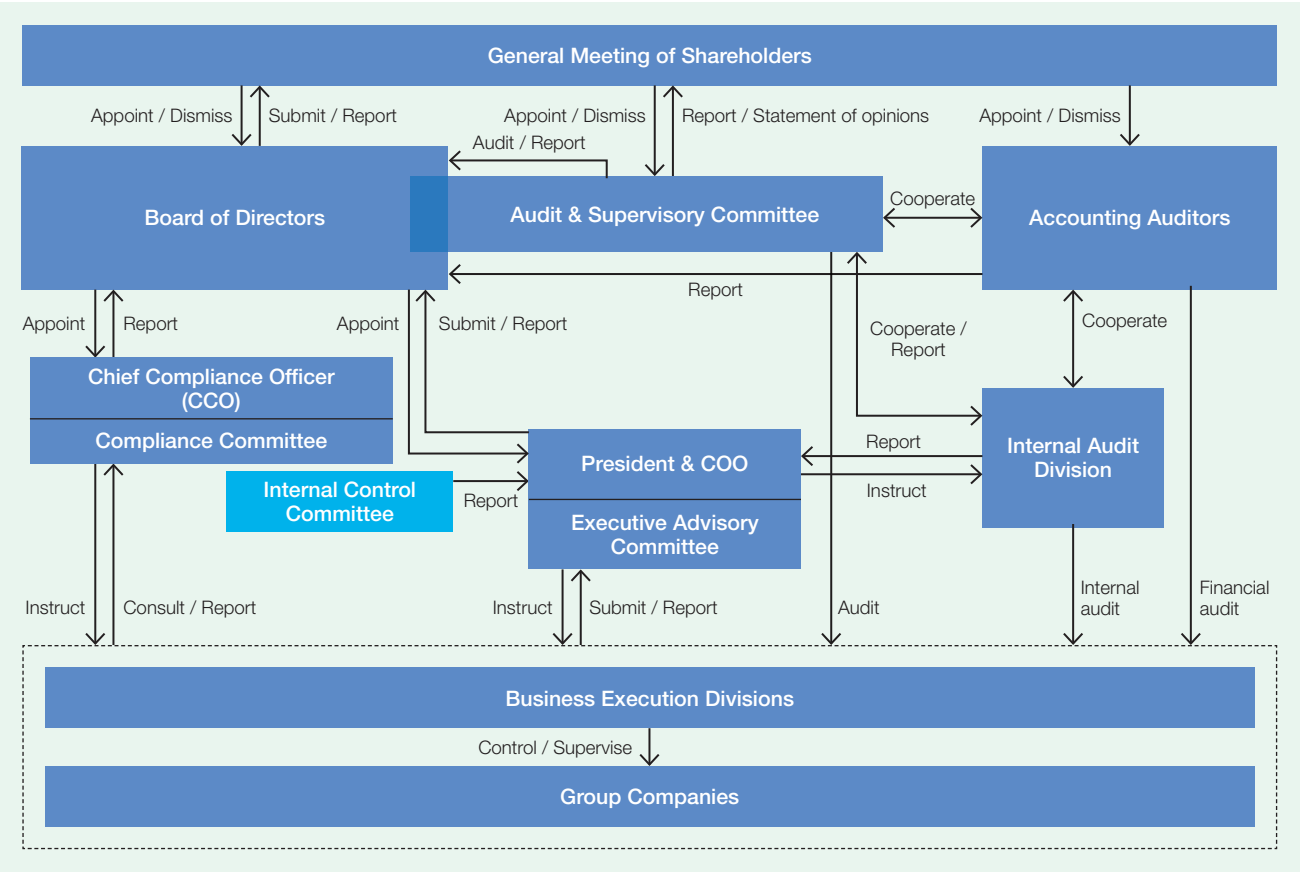 General Meeting of Shareholders
Appoint / Dismiss
Submit / Report
Appoint / Dismiss
Report / Statement of opinions
Appoint / Dismiss
Audit / Report
Board of Directors
Audit & Supervisory Committee
Cooperate
Accounting Auditors
Report
Appoint
Report
Appoint
Submit / Report
Cooperate /
Report
Cooperate
Chief Compliance Officer
(CCO)
Compliance Committee
Internal Control
Committee
Report
President & COO
Executive Advisory
Committee
Report
Instruct
Internal Audit
Division
Instruct
Consult / Report
Instruct
Submit / Report
Audit
Internal
audit
Financial
audit
Business Execution Divisions
Control / Supervise
Group Companies